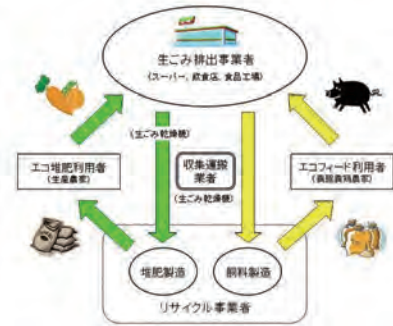 生ごみ排出事業者
(スーパー、飲食店、食品工場)
(生ごみ乾燥物)
収集運搬
業者
(生ごみ乾燥物)
エコ堆肥利用者
(生産農家)
エコフィード利用者
(養豚養鶏農家)
堆肥製造
飼料製造
リサイクル事業者